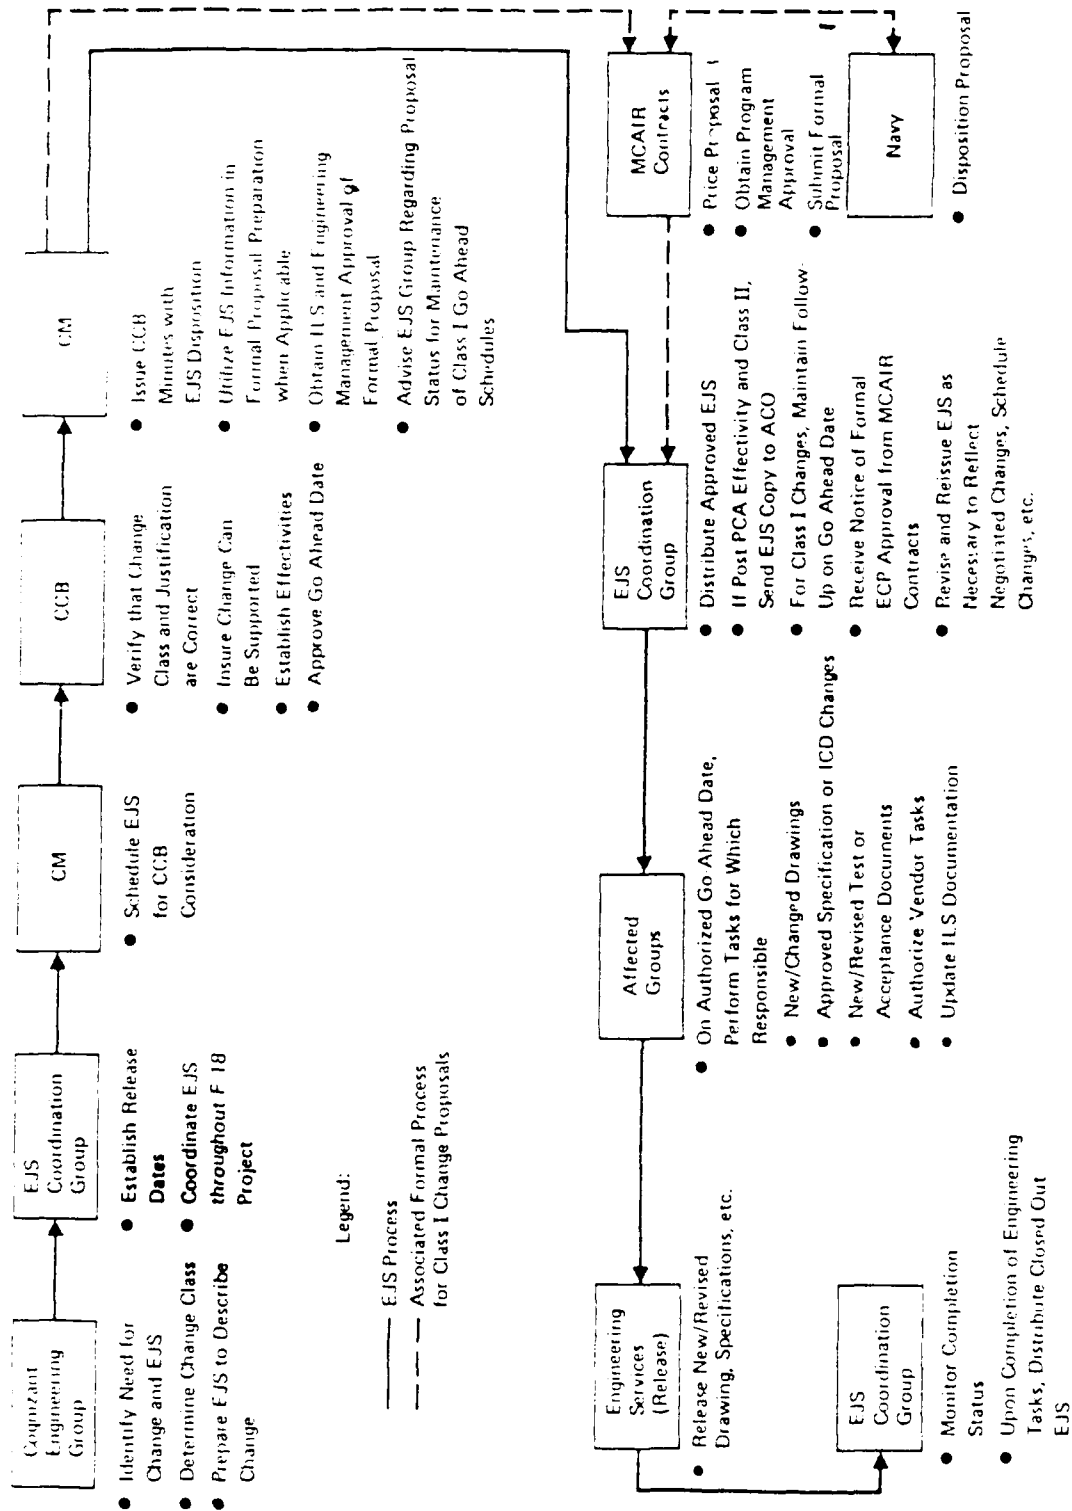 Cognizant
Engineering
Group
● Identify Need for
Change and EJS
● Determine Change Class
● Prepare EJS to Describe
Change
EJS
Coordination
Group
● Establish Release
Dates
● Coordinate EJS
throughout F 18
Project
CM
● Schedule EJS
for CCB
Consideration
CCB
● Verify that Change
Class and Justification
are Correct
● Insure Change Can
Be Supported
● Establish Effectivities
● Approve Go Ahead Date
CM
● Issue CCB
Minutes with
EJS Disposition
● Utilize EJS Information in
Formal Proposal Preparation
when Applicable
● Obtain ILS and Engineering
Management Approval of
Formal Proposal
● Advise EJS Group Regarding Proposal
Status for Maintenance
of Class I Go Ahead
Schedules
Legend:
EJS Process
Associated Formal Process
for Class I Change Proposals
Engineering
Services
(Release)
● Release New/Revised
Drawing, Specifications, etc.
EJS
Coordination
Group
● Monitor Completion
Status
● Upon Completion of Engineering
Tasks, Distribute Closed Out
EJS
Affected
Groups
● On Authorized Go-Ahead Date,
Perform Tasks for Which
Responsible
● New/Changed Drawings
● Approved Specification or ICD Changes
● New/Revised Test or
Acceptance Documents
● Authorize Vendor Tasks
● Update ILS Documentation
EJS
Coordination
Group
● Distribute Approved EJS
● If Post PCA Effectivity and Class II,
Send EJS Copy to ACO
● For Class I Changes, Maintain Follow-
Up on Go Ahead Date
● Receive Notice of Formal
ECP Approval from MCAIR
Contracts
● Revise and Reissue EJS as
Necessary to Reflect
Negotiated Changes, Schedule
Changes, etc.
MCAIR
Contracts
● Price Proposal
● Obtain Program
Management
Approval
● Submit Formal
Proposal
Navy
● Disposition Proposal